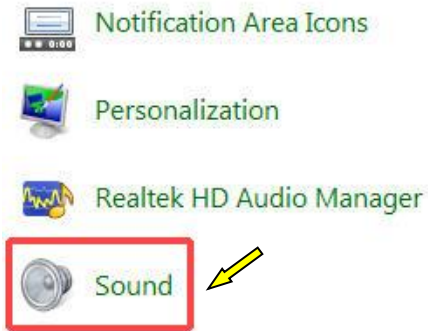 Notification Area Icons
Personalization
Realtek HD Audio Manager
Sound